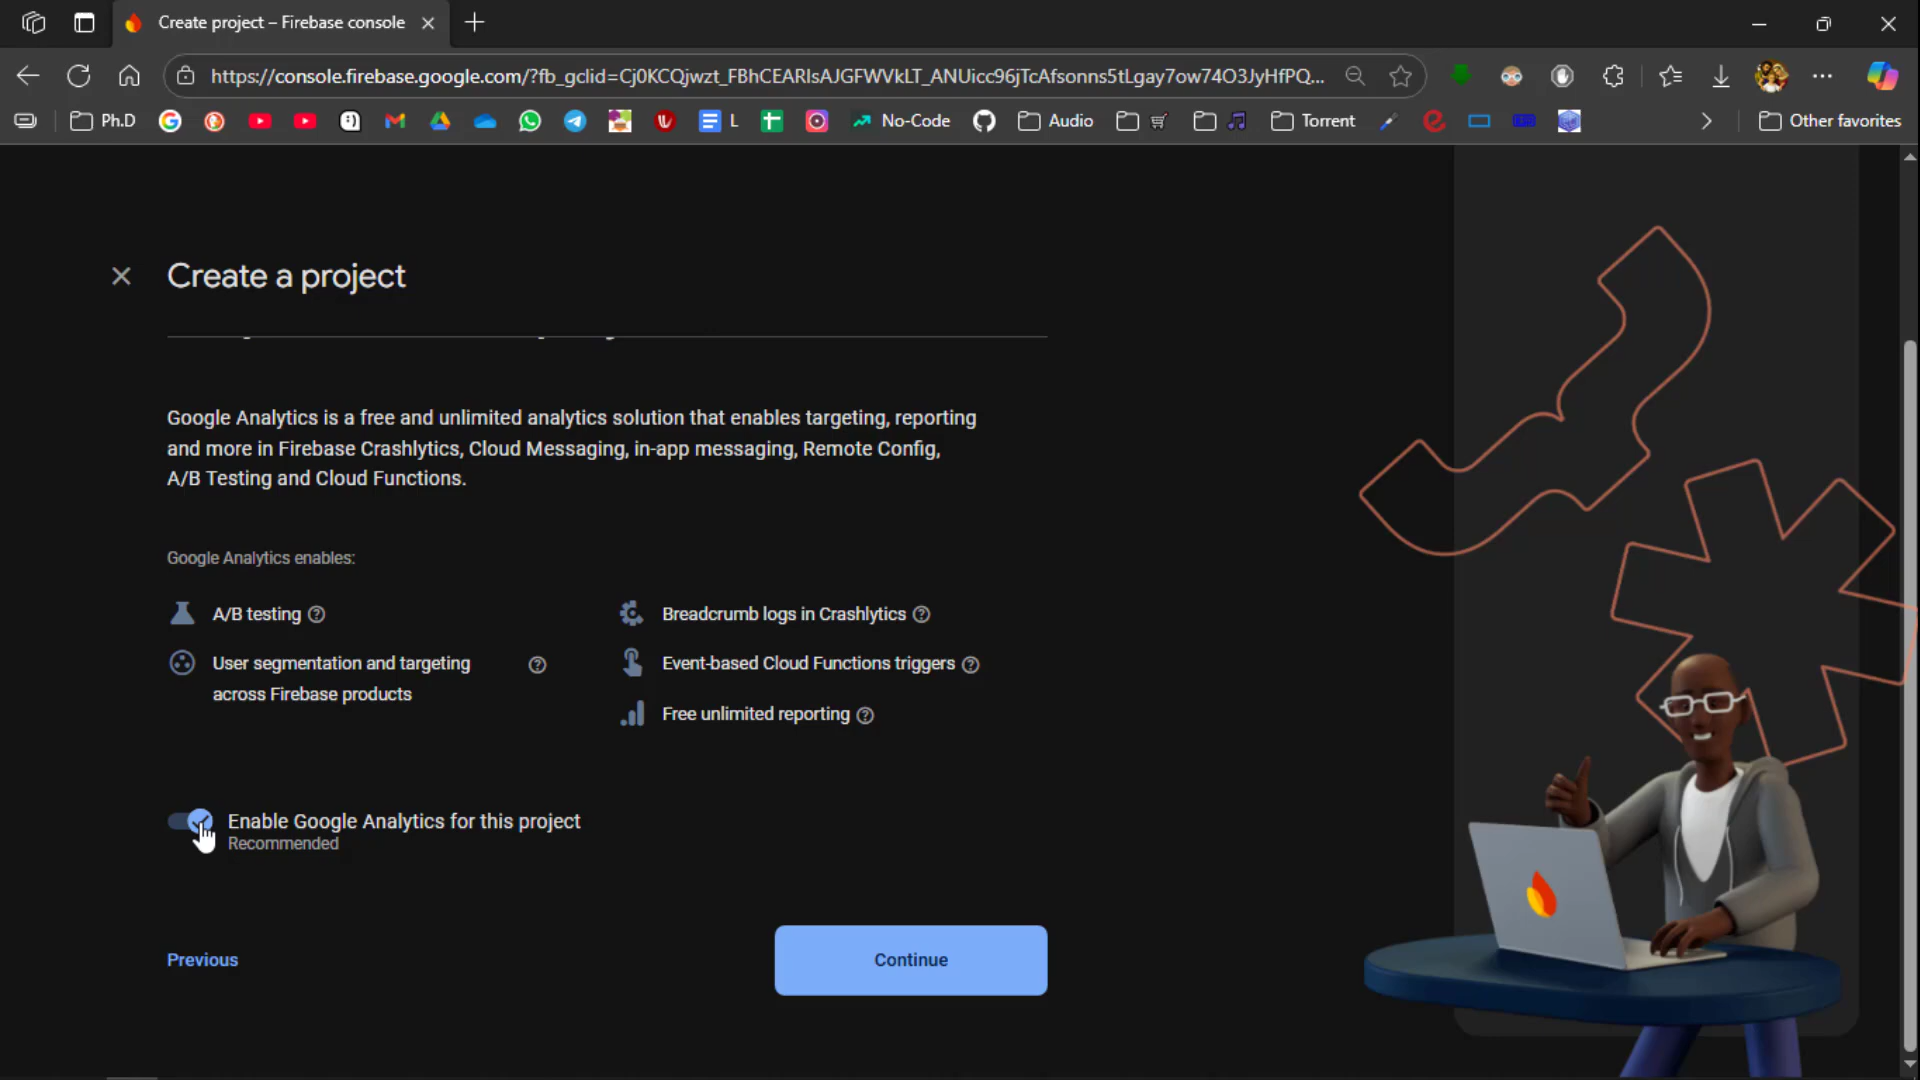 Create project – Firebase console
https://console.firebase.google.com/?fb_gclid=Cj0KCQjwzt_FBhCEARIsAJGFWVkLT_ANUicc96jTcAfsonns5tLgay7ow74O3JyHfPQ...
Ph.D
L
No-Code
Audio
Torrent
Other favorites
Create a project
Google Analytics is a free and unlimited analytics solution that enables targeting, reporting
and more in Firebase Crashlytics, Cloud Messaging, in-app messaging, Remote Config,
A/B Testing and Cloud Functions.
Google Analytics enables:
A/B testing
Breadcrumb logs in Crashlytics
User segmentation and targeting
across Firebase products
Event-based Cloud Functions triggers
Free unlimited reporting
Enable Google Analytics for this project
Recommended
Previous
Continue